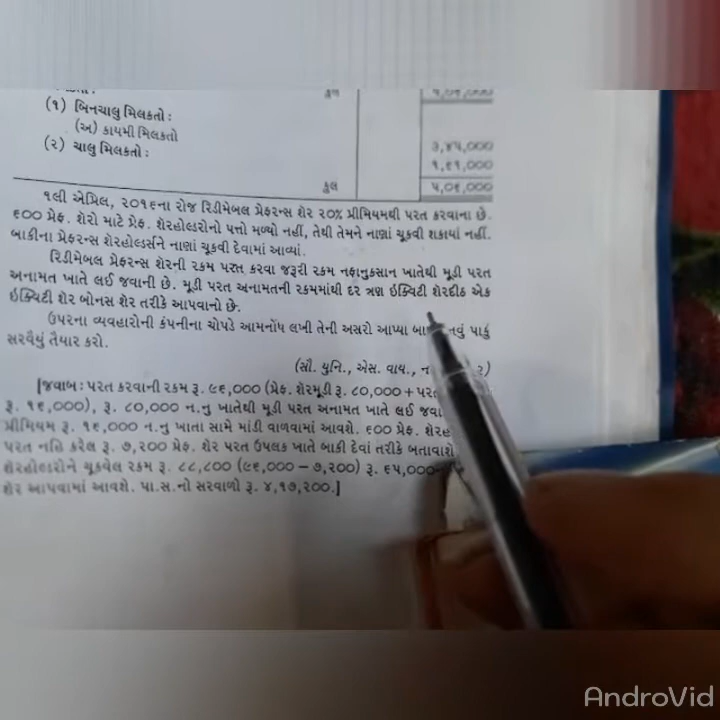 (૧) બિનચાલુ મિલકતો :
(અ) કાયમી મિલકતો
૩,૪૫,૦૦૦
(૨) ચાલુ મિલકતો :
૧,૬૧,૦૦૦
કુલ ૫,૦૬,૦૦૦
૧લી એપ્રિલ, ૨૦૧૬ના રોજ રિડીમેબલ પ્રેફરન્સ શેર ૨૦% પ્રીમિયમથી પરત કરવાના છે.
૬૦૦ પ્રેફ. શેરો માટે પ્રેફ. શેરહોલ્ડરોનો પત્તો મળ્યો નહીં, તેથી તેમને નાણાં ચૂકવી શકાયાં નહીં.
બાકીના પ્રેફરન્સ શેરહોલ્ડર્સને નાણાં ચૂકવી દેવામાં આવ્યાં.
રિડીમેબલ પ્રેફરન્સ શેરની રકમ પરત કરવા જરૂરી રકમ નફાનુકસાન ખાતેથી મૂડી પરત
અનામત ખાતે લઈ જવાની છે. મૂડી પરત અનામતની રકમમાંથી દર ત્રણ ઇક્વિટી શેરદીઠ એક
ઇક્વિટી શેર બોનસ શેર તરીકે આપવાનો છે.
ઉપરના વ્યવહારોની કંપનીના ચોપડે આમનોંધ લખી તેની અસરો આપ્યા નવું પાકું
સરવૈયું તૈયાર કરો.
(સૌ. યુનિ., એસ. વાય.,
[જવાબ : પરત કરવાની રકમ રૂ. ૯૬,૦૦૦ (પ્રેફ. શેરમૂડી રૂ. ૮૦,૦૦૦ + પરત
રૂ. ૧૬,૦૦૦), રૂ. ૮૦,૦૦૦ ન.નુ ખાતેથી મૂડી પરત અનામત ખાતે લઈ જવા
પ્રીમિયમ રૂ. ૧૬,૦૦૦ ન.નુ ખાતા સામે માંડી વાળવામાં આવશે. ૬૦૦ પ્રેફ. શેરહ
પરત નહિ કરેલ રૂ. ૭,૨૦૦ પ્રેફ. શેર પરત ઉપલક ખાતે બાકી દેવાં તરીકે બતાવાશે
શેરહોલ્ડરોને ચૂકવેલ રકમ રૂ. ૮૮,૮૦૦ (૯૬,૦૦૦ – ૭,૨૦૦) રૂ. ૬૫,૦૦૦
શેર આપવામાં આવશે. પા.સ.નો સરવાળો રૂ. ૪,૧૭,૨૦૦.]
AndroVid